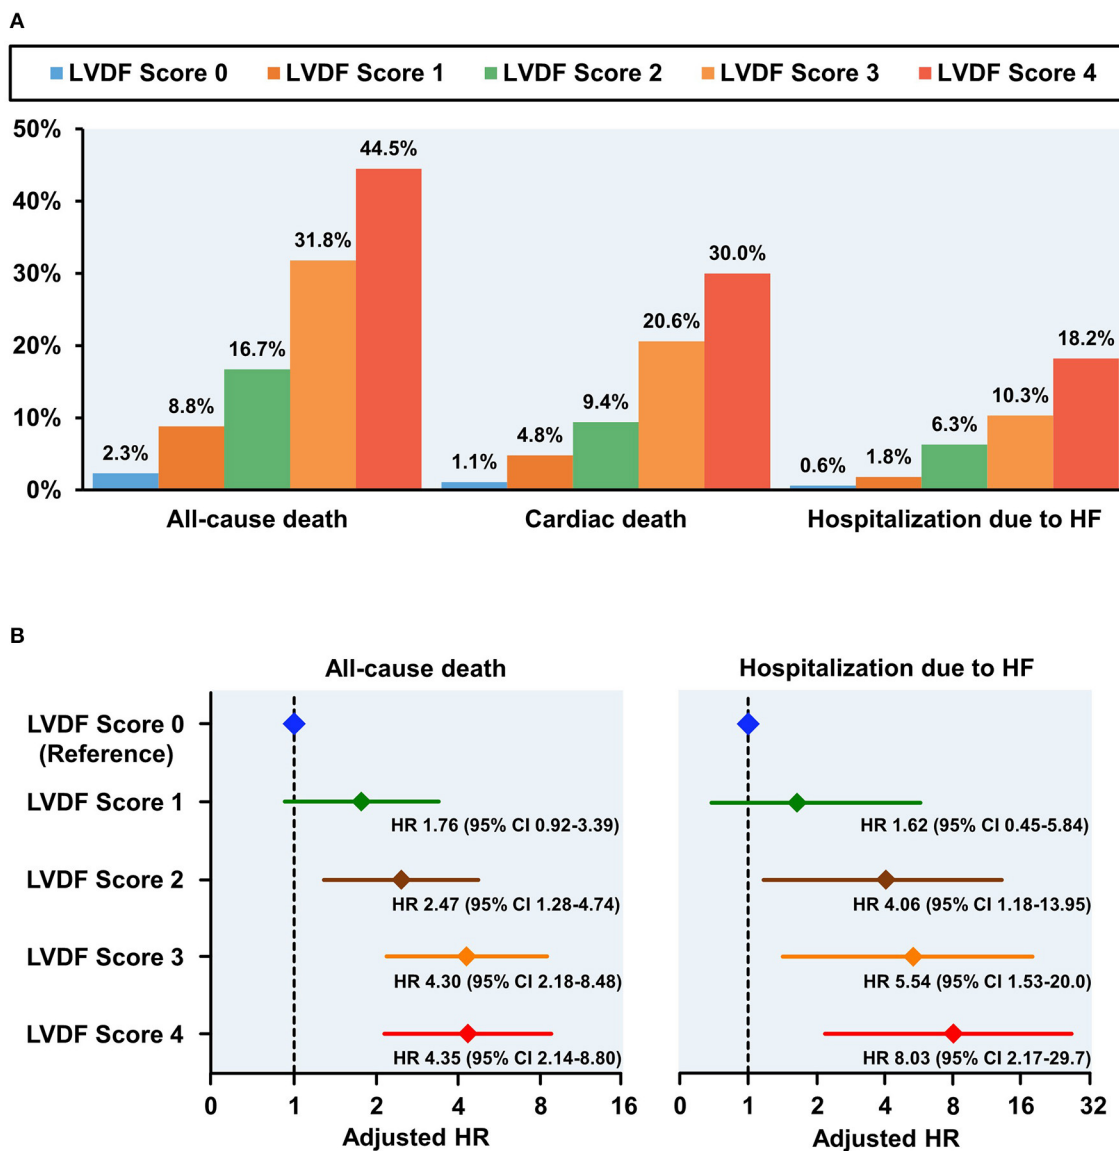 A
LVDF Score 0 LVDF Score 1 LVDF Score 2 LVDF Score 3 LVDF Score 4
50%
40%
30%
20%
10%
0%
2.3% 8.8% 16.7% 31.8% 44.5%
1.1% 4.8% 9.4% 20.6% 30.0%
0.6% 1.8% 6.3% 10.3% 18.2%
All-cause death Cardiac death Hospitalization due to HF
B
All-cause death Hospitalization due to HF
LVDF Score 0
(Reference)
LVDF Score 1
HR 1.76 (95% CI 0.92-3.39) HR 1.62 (95% CI 0.45-5.84)
LVDF Score 2
HR 2.47 (95% CI 1.28-4.74) HR 4.06 (95% CI 1.18-13.95)
LVDF Score 3
HR 4.30 (95% CI 2.18-8.48) HR 5.54 (95% CI 1.53-20.0)
LVDF Score 4
HR 4.35 (95% CI 2.14-8.80) HR 8.03 (95% CI 2.17-29.7)
0 1 2 4 8 16 0 1 2 4 8 16 32
Adjusted HR Adjusted HR